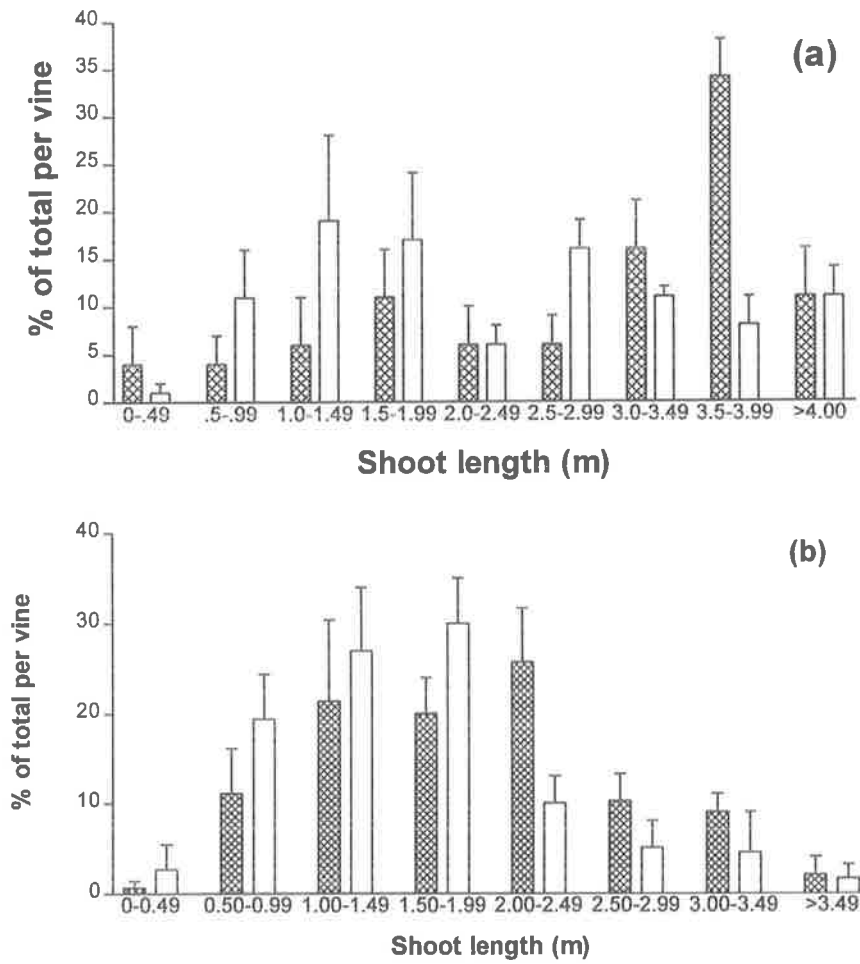 (a)
% of total per vine
40
35
30
25
20
15
10
5
0
0-.49 .5-.99 1.0-1.49 1.5-1.99 2.0-2.49 2.5-2.99 3.0-3.49 3.5-3.99 >4.00
Shoot length (m)
(b)
% of total per vine
40
30
20
10
0
0-0.49 0.50-0.99 1.00-1.49 1.50-1.99 2.00-2.49 2.50-2.99 3.00-3.49 >3.49
Shoot length (m)